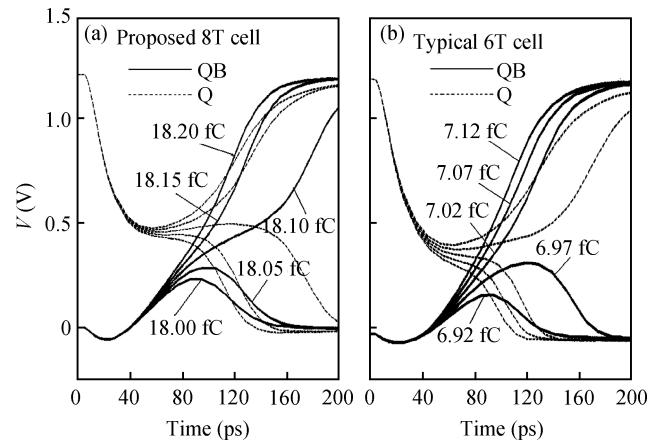 (a) Proposed 8T cell
QB
Q
18.20 fC
18.15 fC
18.10 fC
18.05 fC
18.00 fC
1.5
1.0
0.5
0
V (V)
0 40 80 120 160 200
Time (ps)
(b) Typical 6T cell
QB
Q
7.12 fC
7.07 fC
7.02 fC
6.97 fC
6.92 fC
0 40 80 120 160 200
Time (ps)